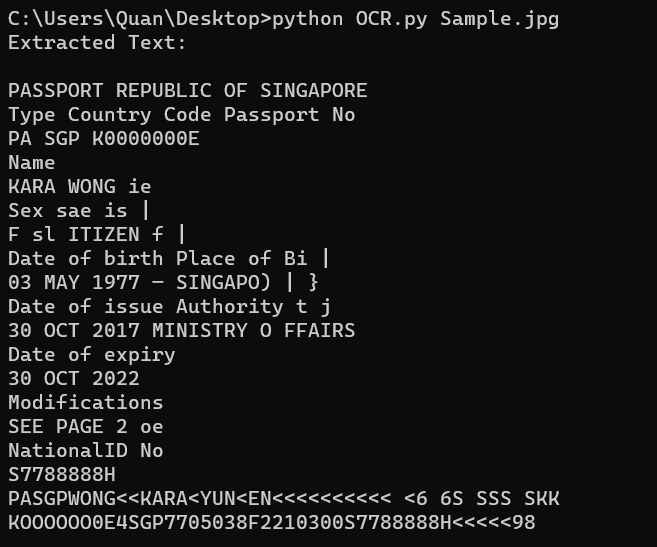 C:\Users\Quan\Desktop>python OCR.py Sample.jpg
Extracted Text:
PASSPORT REPUBLIC OF SINGAPORE
Type Country Code Passport No
PA SGP K0000000E
Name
KARA WONG ie
Sex sae is |
F sl ITIZEN f |
Date of birth Place of Bi |
03 MAY 1977 — SINGAPO) | }
Date of issue Authority t j
30 OCT 2017 MINISTRY O FFAIRS
Date of expiry
30 OCT 2022
Modifications
SEE PAGE 2 oe
NationalID No
S7788888H
PASGPWONG<<KARA<YUN<EN<<<<<<<<<< <6 6S SSS SKK
KOOOOOO0E4SGP7705038F2210300S7788888H<<<<<98